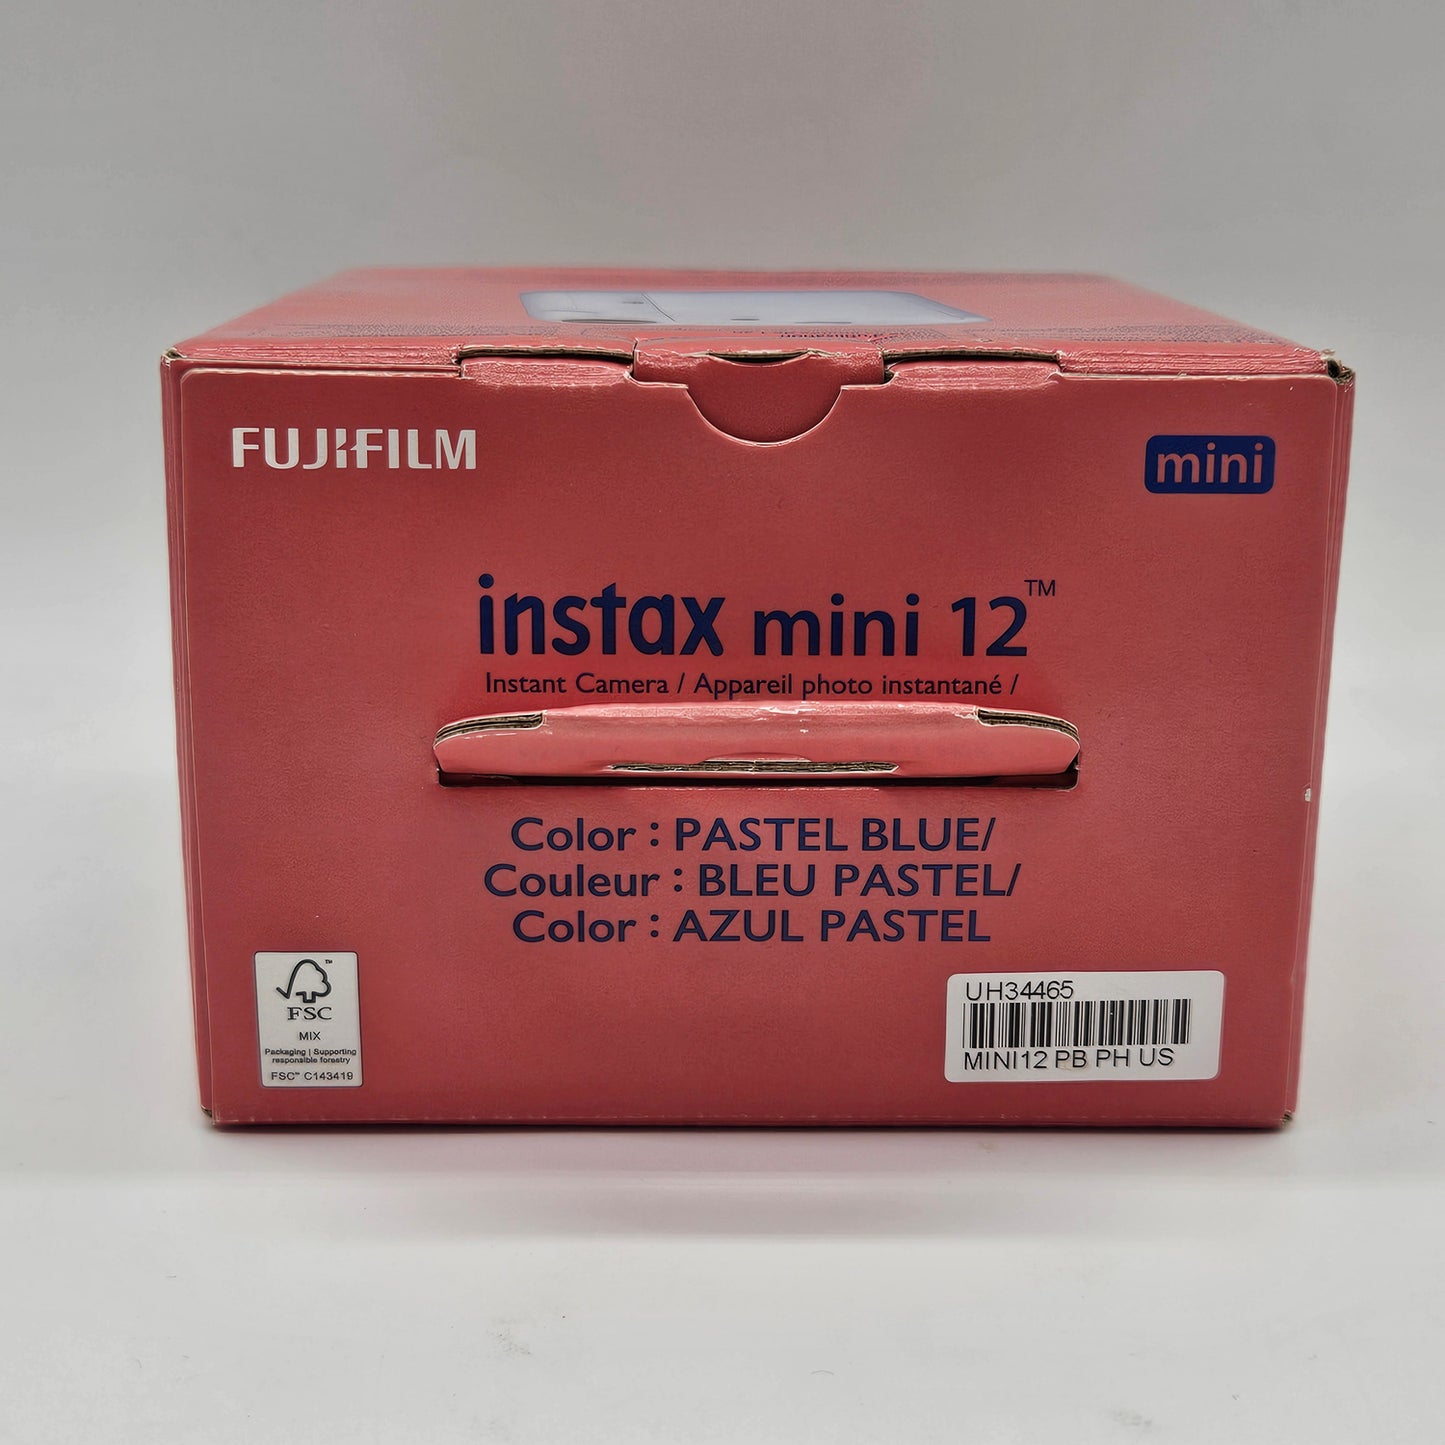 utilisation
FUJIFILM
mini
instax mini 12™
Instant Camera / Appareil photo instantané /
Color : PASTEL BLUE/
Couleur : BLEU PASTEL/
Color : AZUL PASTEL
FSC
MIX
Packaging | Supporting
responsible forestry
FSC™ C143419
UH34465
MINI12 PB PH US